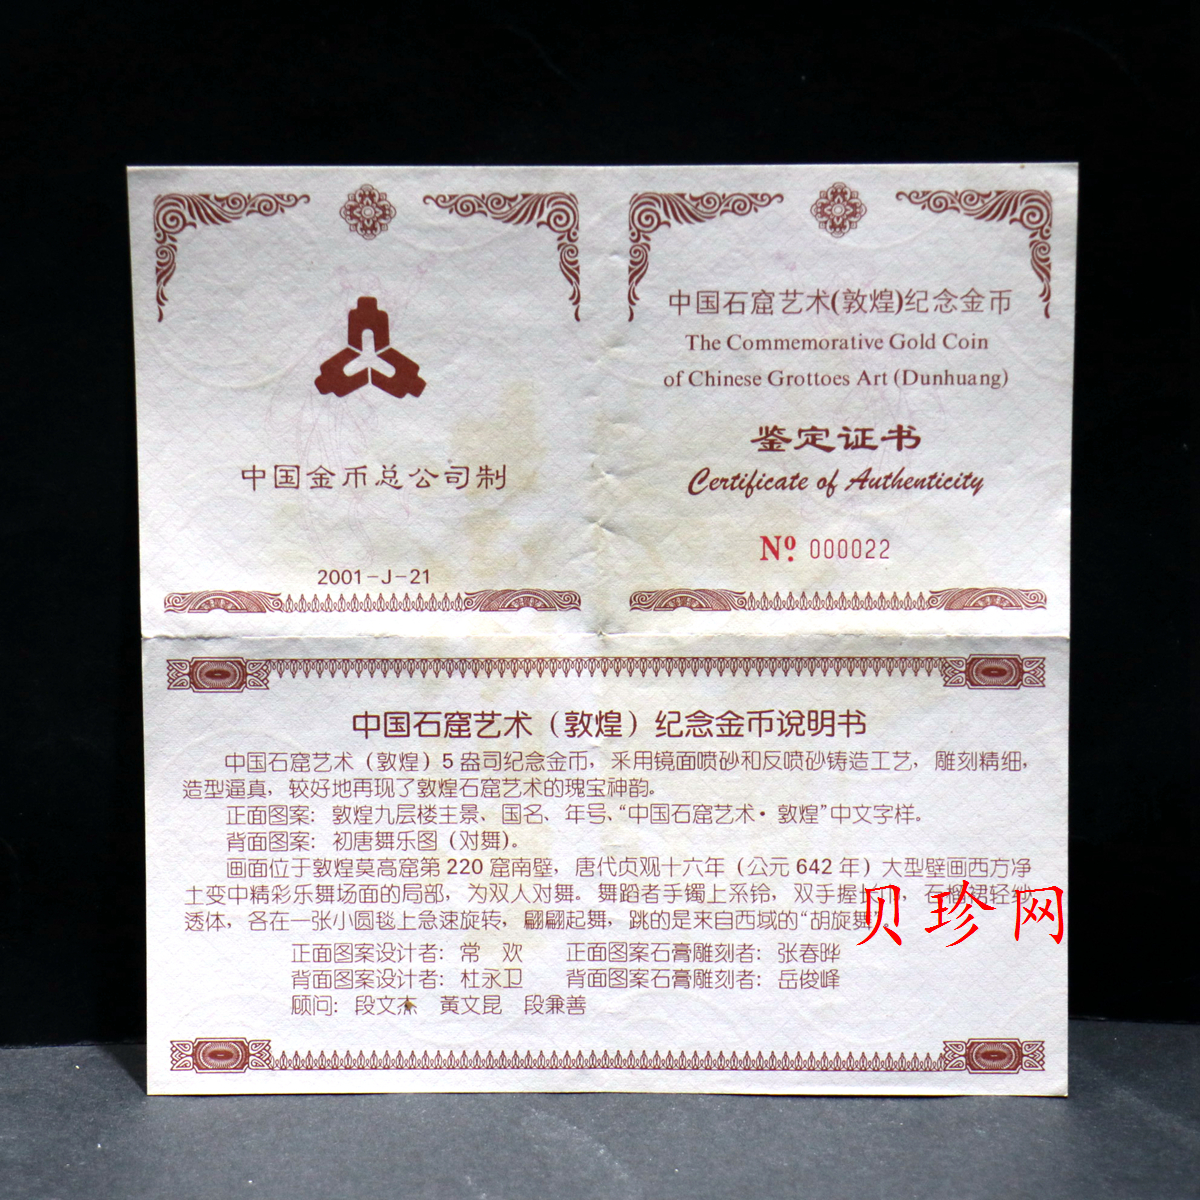 中国金币总公司制
2001-J-21
中国石窟艺术(敦煌)纪念金币
The Commemorative Gold Coin
of Chinese Grottoes Art (Dunhuang)
鉴定证书
Certificate of Authenticity
Nº. 000022
中国石窟艺术（敦煌）纪念金币说明书
中国石窟艺术（敦煌）5 盎司纪念金币，采用镜面喷砂和反喷砂铸造工艺，雕刻精细，
造型逼真，较好地再现了敦煌石窟艺术的瑰宝神韵。
正面图案：敦煌九层楼主景、国名、年号、“中国石窟艺术·敦煌”中文字样。
背面图案：初唐舞乐图（对舞）。
画面位于敦煌莫高窟第 220 窟南壁，唐代贞观十六年（公元 642 年）大型壁画西方净
土变中精彩乐舞场面的局部，为双人对舞。舞蹈者手镯上系铃，双手握长巾，石榴裙轻纱
透体，各在一张小圆毯上急速旋转，翩翩起舞，跳的是来自西域的“胡旋舞”
正面图案设计者：常 欢 正面图案石膏雕刻者：张春晔
背面图案设计者：杜永卫 背面图案石膏雕刻者：岳俊峰
顾问：段文杰 黄文昆 段兼善
贝珍网